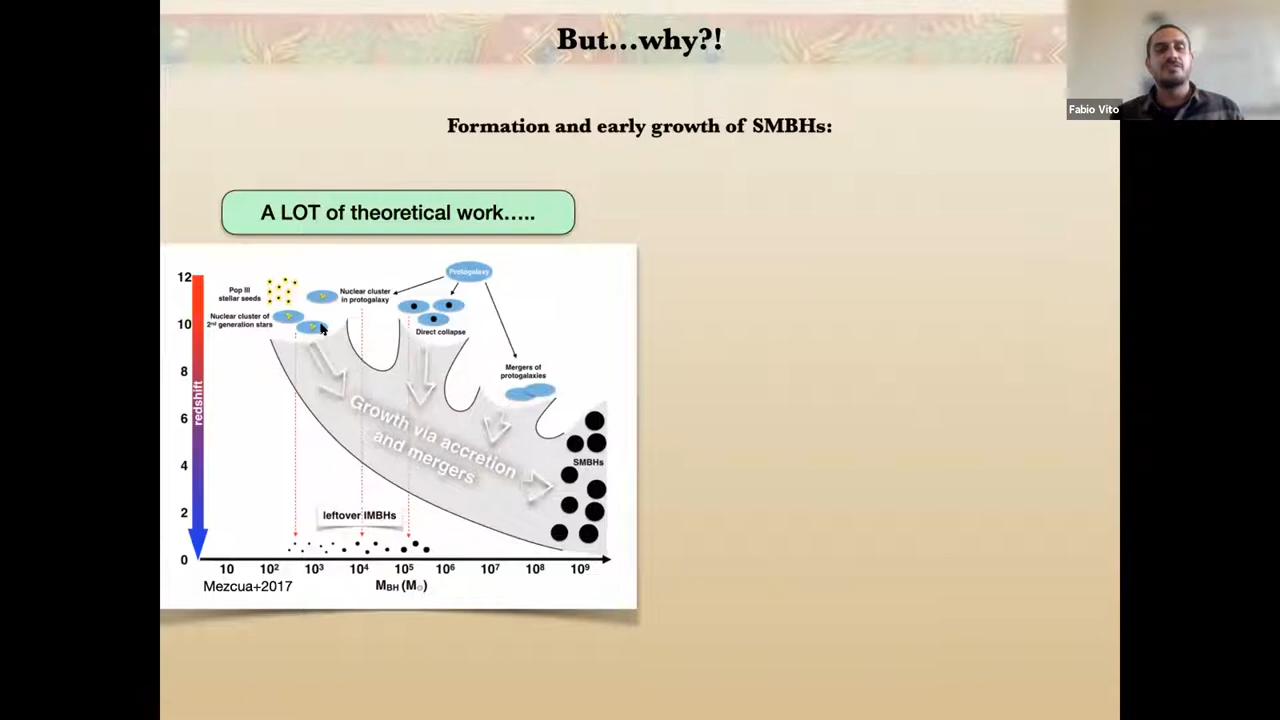 But…why?!
Fabio Vito
Formation and early growth of SMBHs:
A LOT of theoretical work…..
12
10
8
6
4
2
0
redshift
Pop III
stellar seeds
Nuclear cluster of
2nd generation stars
Nuclear cluster
in protogalaxy
Protogalaxy
Direct collapse
Mergers of
protogalaxies
Growth via accretion
and mergers
SMBHs
leftover IMBHs
10 10² 10³ 10⁴ 10⁵ 10⁶ 10⁷ 10⁸ 10⁹
Mezcua+2017
MBH (M☉)